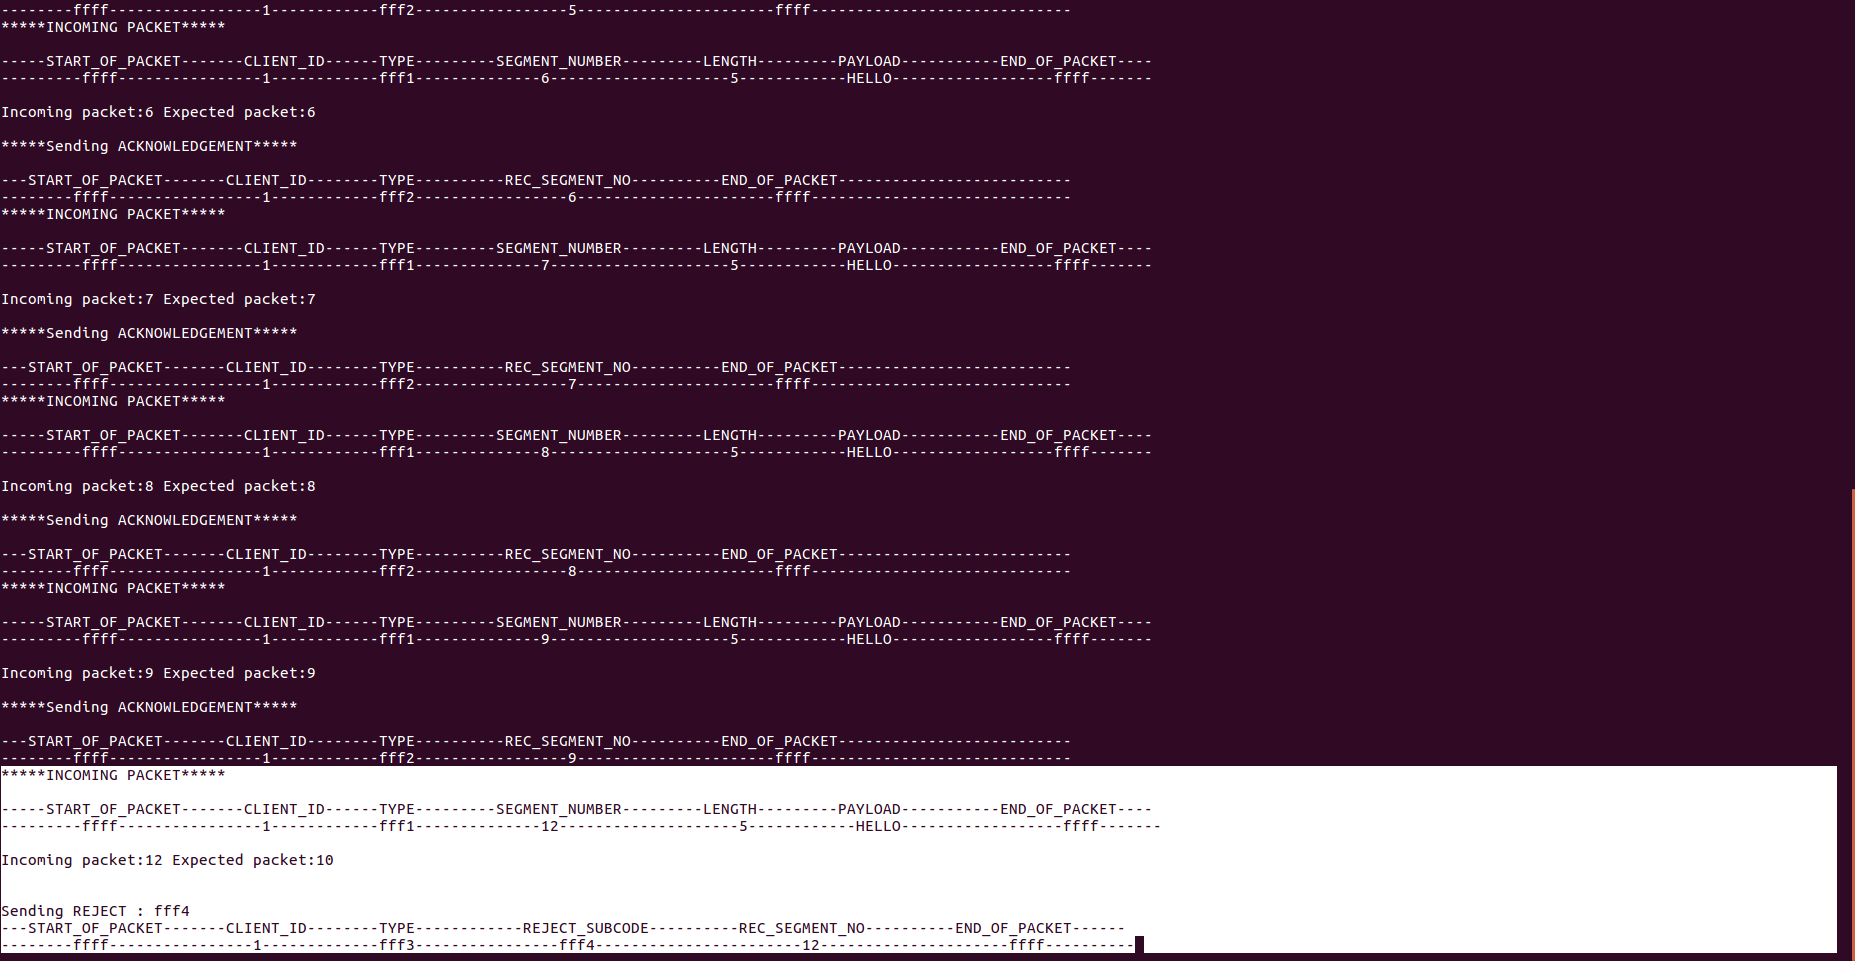 --------ffff-----------------1------------fff2-----------------5----------------------ffff-----------------------------
*****INCOMING PACKET*****
-----START_OF_PACKET-------CLIENT_ID------TYPE---------SEGMENT_NUMBER---------LENGTH---------PAYLOAD-----------END_OF_PACKET----
---------ffff----------------1------------fff1--------------6--------------------5------------HELLO------------------ffff-------
Incoming packet:6 Expected packet:6
*****Sending ACKNOWLEDGEMENT*****
---START_OF_PACKET-------CLIENT_ID--------TYPE----------REC_SEGMENT_NO----------END_OF_PACKET--------------------------
--------ffff-----------------1------------fff2-----------------6----------------------ffff-----------------------------
*****INCOMING PACKET*****
-----START_OF_PACKET-------CLIENT_ID------TYPE---------SEGMENT_NUMBER---------LENGTH---------PAYLOAD-----------END_OF_PACKET----
---------ffff----------------1------------fff1--------------7--------------------5------------HELLO------------------ffff-------
Incoming packet:7 Expected packet:7
*****Sending ACKNOWLEDGEMENT*****
---START_OF_PACKET-------CLIENT_ID--------TYPE----------REC_SEGMENT_NO----------END_OF_PACKET--------------------------
--------ffff-----------------1------------fff2-----------------7----------------------ffff-----------------------------
*****INCOMING PACKET*****
-----START_OF_PACKET-------CLIENT_ID------TYPE---------SEGMENT_NUMBER---------LENGTH---------PAYLOAD-----------END_OF_PACKET----
---------ffff----------------1------------fff1--------------8--------------------5------------HELLO------------------ffff-------
Incoming packet:8 Expected packet:8
*****Sending ACKNOWLEDGEMENT*****
---START_OF_PACKET-------CLIENT_ID--------TYPE----------REC_SEGMENT_NO----------END_OF_PACKET--------------------------
--------ffff-----------------1------------fff2-----------------8----------------------ffff-----------------------------
*****INCOMING PACKET*****
-----START_OF_PACKET-------CLIENT_ID------TYPE---------SEGMENT_NUMBER---------LENGTH---------PAYLOAD-----------END_OF_PACKET----
---------ffff----------------1------------fff1--------------9--------------------5------------HELLO------------------ffff-------
Incoming packet:9 Expected packet:9
*****Sending ACKNOWLEDGEMENT*****
---START_OF_PACKET-------CLIENT_ID--------TYPE----------REC_SEGMENT_NO----------END_OF_PACKET--------------------------
--------ffff-----------------1------------fff2-----------------9----------------------ffff-----------------------------
*****INCOMING PACKET*****
-----START_OF_PACKET-------CLIENT_ID------TYPE---------SEGMENT_NUMBER---------LENGTH---------PAYLOAD-----------END_OF_PACKET----
---------ffff----------------1------------fff1--------------12--------------------5------------HELLO------------------ffff-------
Incoming packet:12 Expected packet:10
Sending REJECT : fff4
---START_OF_PACKET-------CLIENT_ID--------TYPE------------REJECT_SUBCODE----------REC_SEGMENT_NO----------END_OF_PACKET------
--------ffff----------------1-------------fff3----------------fff4-----------------------12---------------------ffff----------